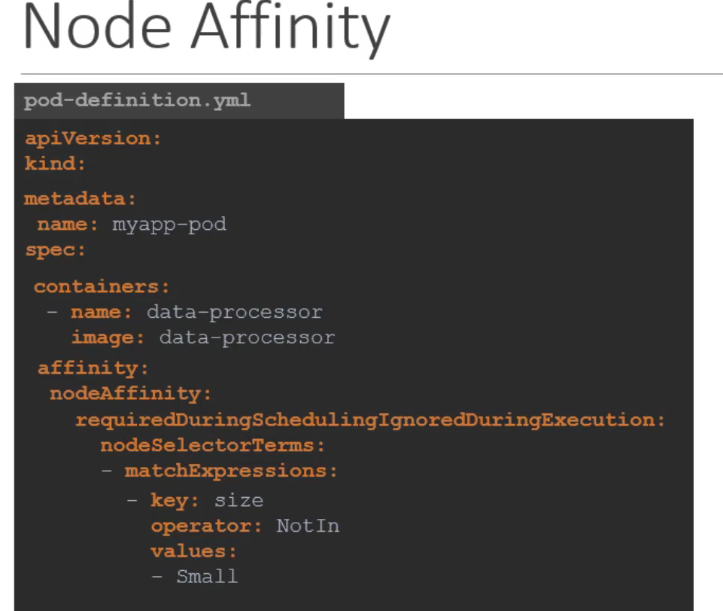 Node Affinity
pod-definition.yml
apiVersion:
kind:
metadata:
name: myapp-pod
spec:
containers:
- name: data-processor
image: data-processor
affinity:
nodeAffinity:
requiredDuringSchedulingIgnoredDuringExecution:
nodeSelectorTerms:
- matchExpressions:
- key: size
operator: NotIn
values:
- Small